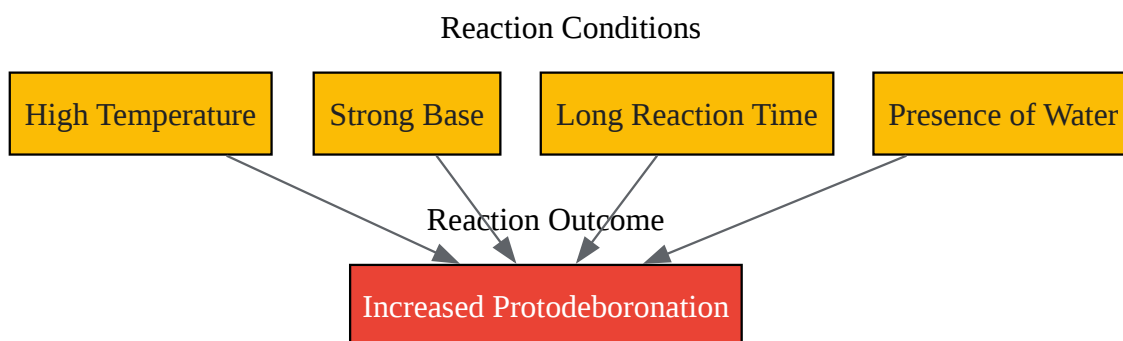 Reaction Conditions
High Temperature
Strong Base
Long Reaction Time
Presence of Water
Reaction Outcome
Increased Protodeboronation